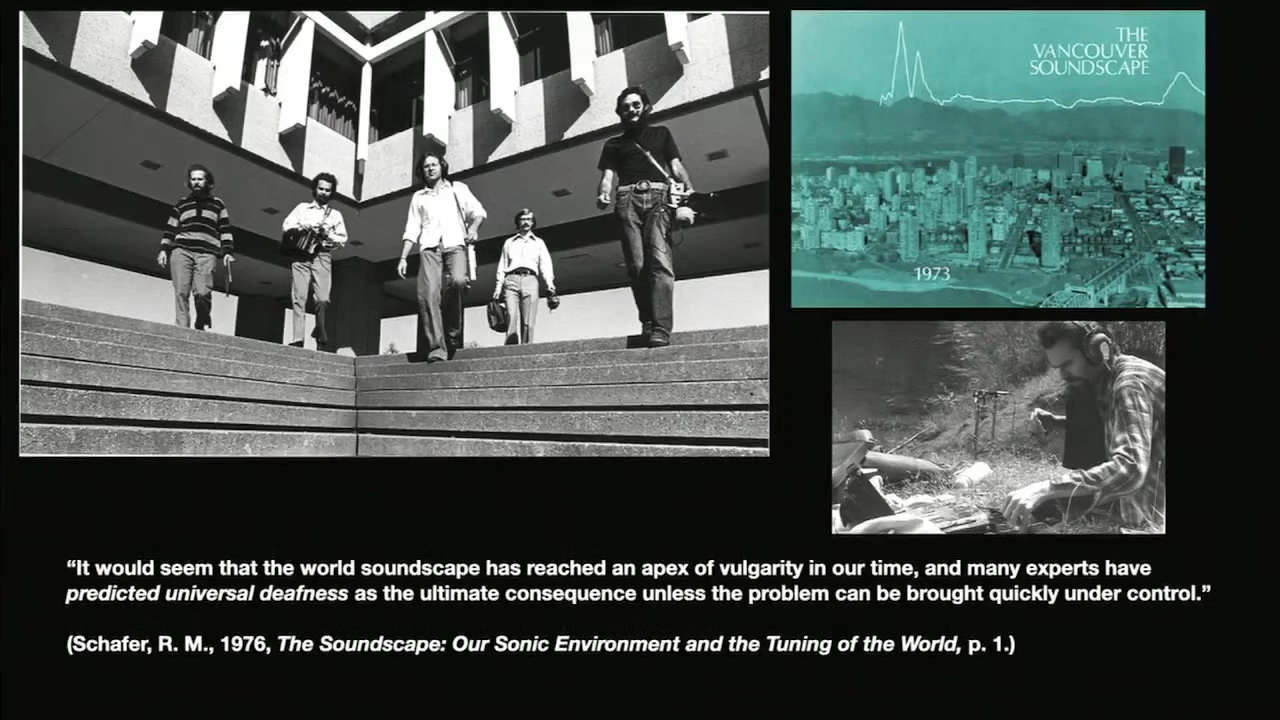 THE
VANCOUVER
SOUNDSCAPE
1973
“It would seem that the world soundscape has reached an apex of vulgarity in our time, and many experts have
predicted universal deafness as the ultimate consequence unless the problem can be brought quickly under control.”
(Schafer, R. M., 1976, The Soundscape: Our Sonic Environment and the Tuning of the World, p. 1.)